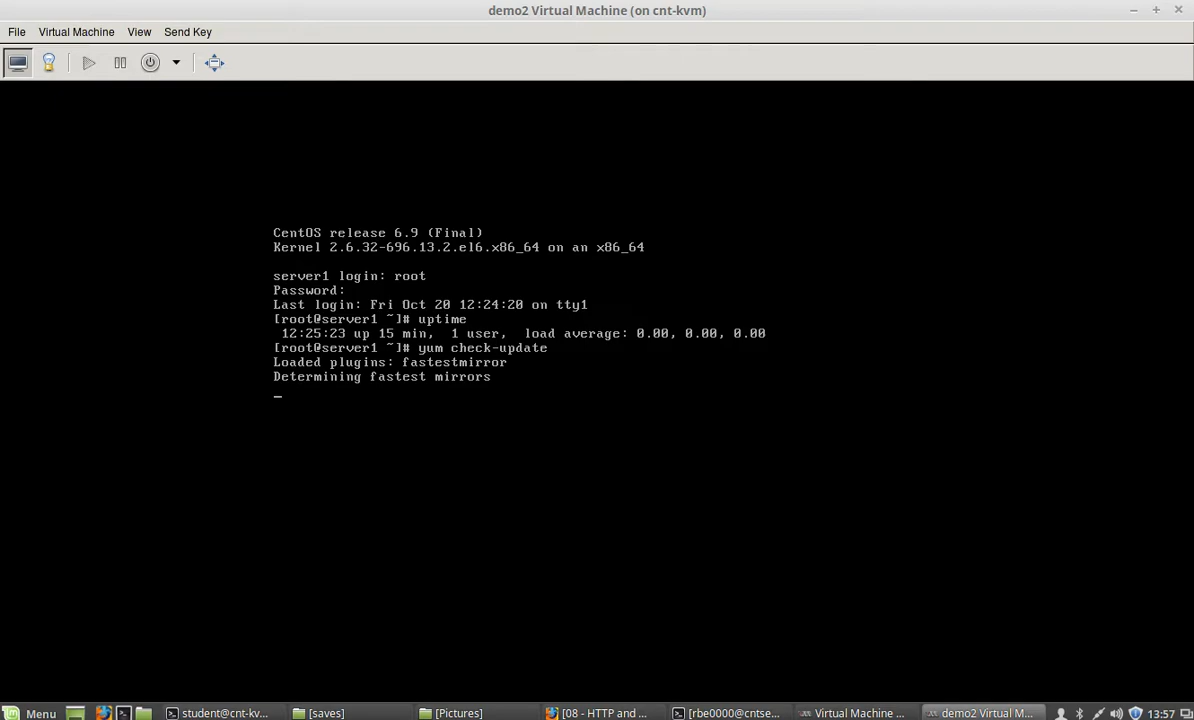 demo2 Virtual Machine (on cnt-kvm)
File Virtual Machine View Send Key
CentOS release 6.9 (Final)
Kernel 2.6.32-696.13.2.el6.x86_64 on an x86_64
server1 login: root
Password:
Last login: Fri Oct 20 12:24:20 on tty1
[root@server1 ~]# uptime
12:25:23 up 15 min, 1 user, load average: 0.00, 0.00, 0.00
[root@server1 ~]# yum check-update
Loaded plugins: fastestmirror
Determining fastest mirrors
_
Menu student@cnt-kv... [saves] [Pictures] [08 - HTTP and ... [rbe0000@cntse... Virtual Machine ... demo2 Virtual M... 13:57